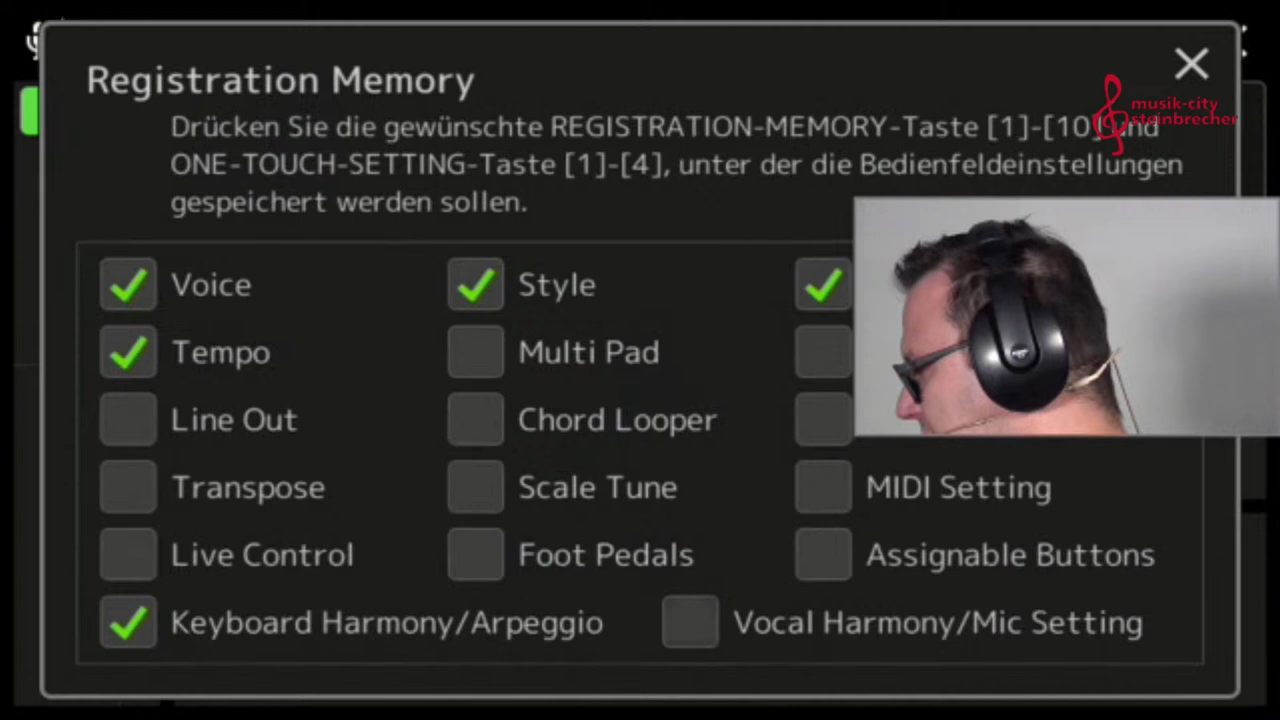 Registration Memory
musik-city
steinbrecher
Drücken Sie die gewünschte REGISTRATION-MEMORY-Taste [1]-[10] und
ONE-TOUCH-SETTING-Taste [1]-[4], unter der die Bedienfeldeinstellungen
gespeichert werden sollen.
Voice Style
Tempo Multi Pad
Line Out Chord Looper
Transpose Scale Tune MIDI Setting
Live Control Foot Pedals Assignable Buttons
Keyboard Harmony/Arpeggio Vocal Harmony/Mic Setting